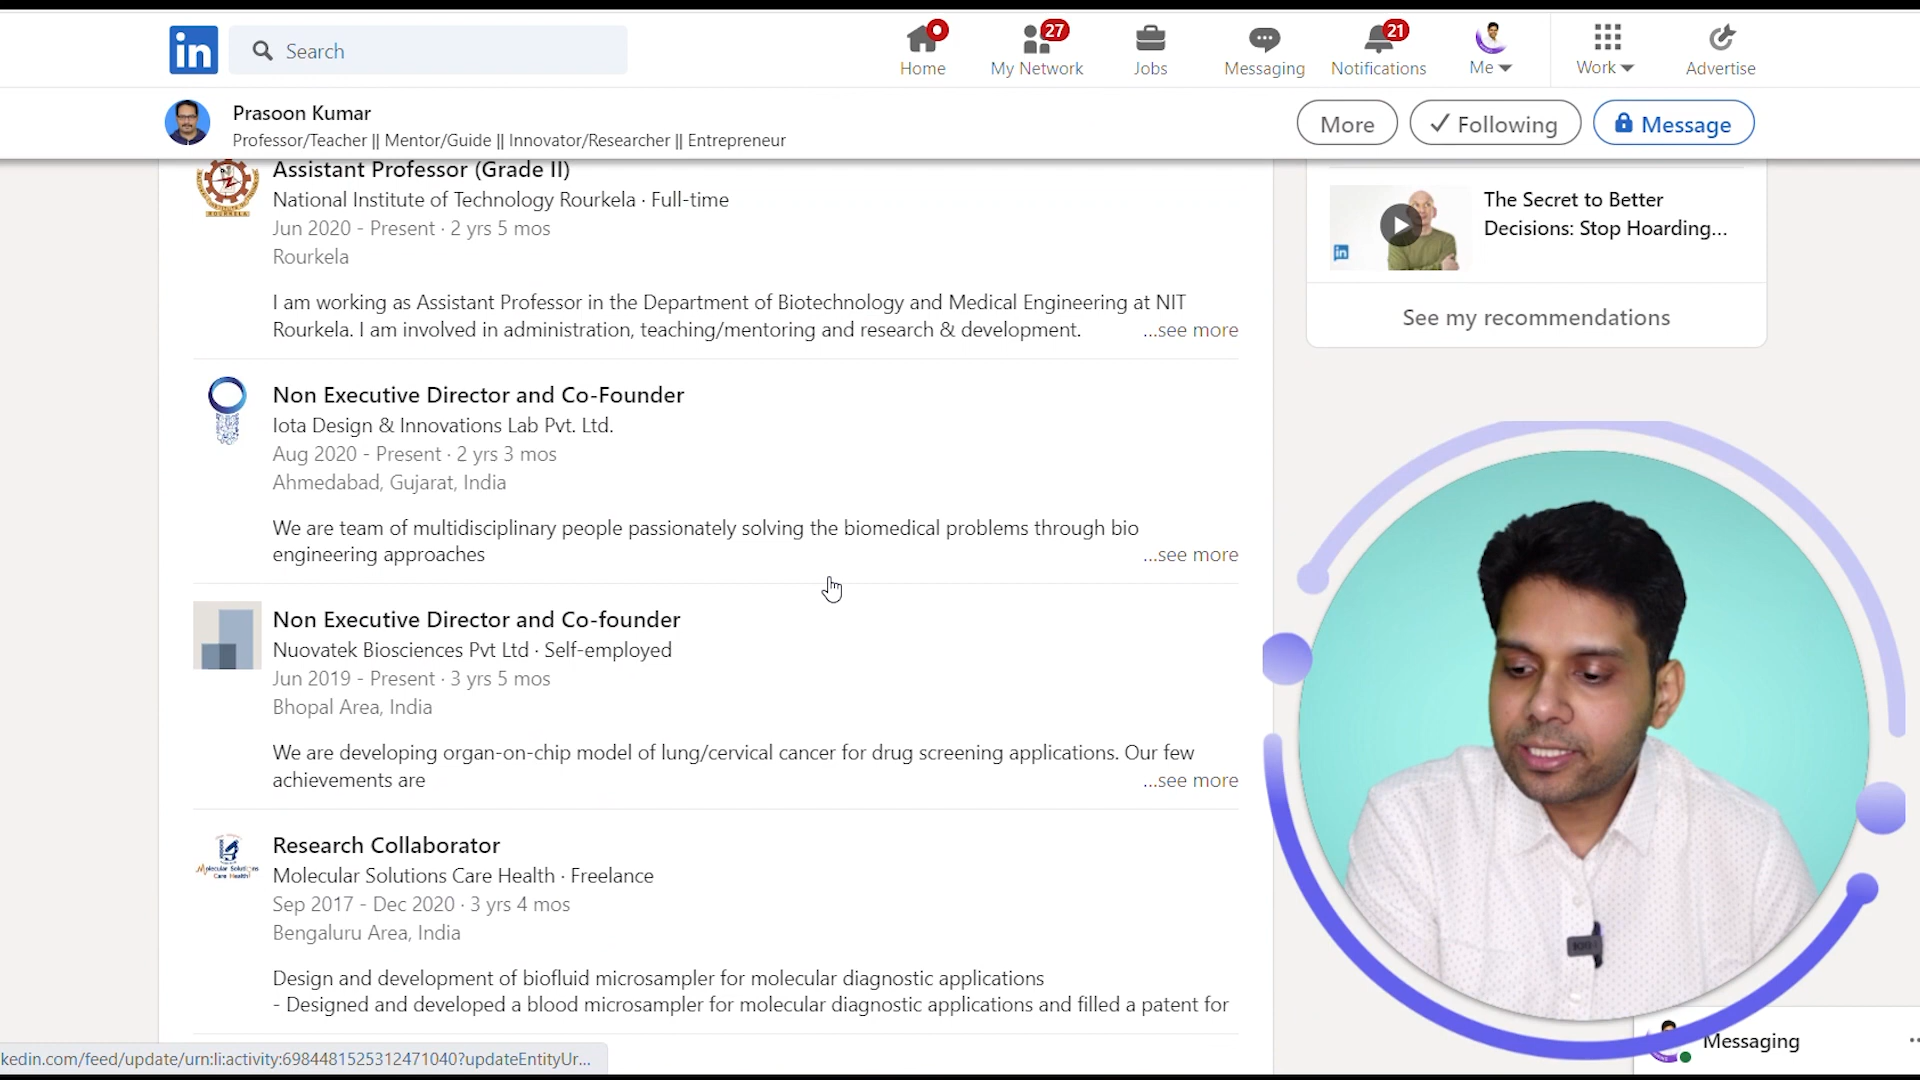 in
Search
Home
27
My Network
Jobs
Messaging
21
Notifications
Me
Work
Advertise
Prasoon Kumar
Professor/Teacher || Mentor/Guide || Innovator/Researcher || Entrepreneur
More
Following
Message
Assistant Professor (Grade II)
National Institute of Technology Rourkela · Full-time
Jun 2020 - Present · 2 yrs 5 mos
Rourkela
I am working as Assistant Professor in the Department of Biotechnology and Medical Engineering at NIT
Rourkela. I am involved in administration, teaching/mentoring and research & development. ...see more
Non Executive Director and Co-Founder
Iota Design & Innovations Lab Pvt. Ltd.
Aug 2020 - Present · 2 yrs 3 mos
Ahmedabad, Gujarat, India
We are team of multidisciplinary people passionately solving the biomedical problems through bio
engineering approaches ...see more
Non Executive Director and Co-founder
Nuovatek Biosciences Pvt Ltd · Self-employed
Jun 2019 - Present · 3 yrs 5 mos
Bhopal Area, India
We are developing organ-on-chip model of lung/cervical cancer for drug screening applications. Our few
achievements are ...see more
Molecular Solutions
Care Health
Research Collaborator
Molecular Solutions Care Health · Freelance
Sep 2017 - Dec 2020 · 3 yrs 4 mos
Bengaluru Area, India
Design and development of biofluid microsampler for molecular diagnostic applications
- Designed and developed a blood microsampler for molecular diagnostic applications and filled a patent for
kedin.com/feed/update/urn:li:activity:6984481525312471040?updateEntityUr...
The Secret to Better
Decisions: Stop Hoarding...
in
See my recommendations
Messaging